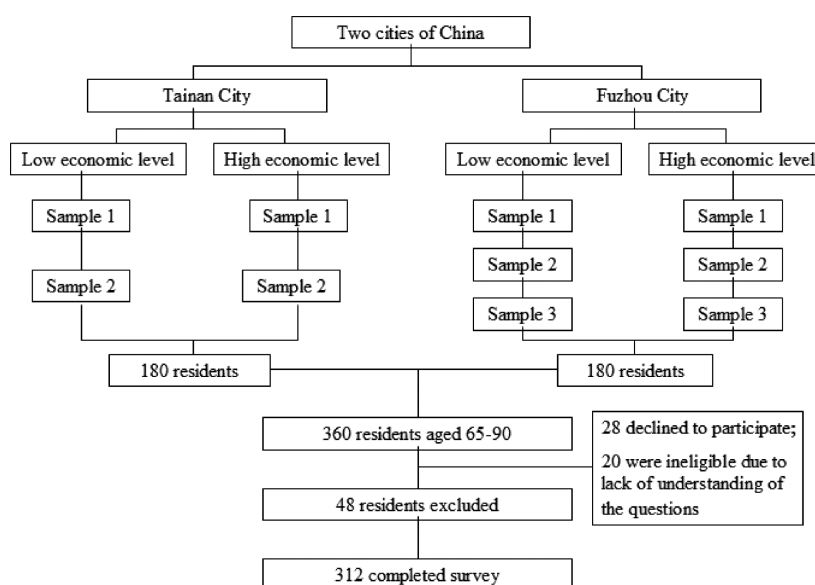 Two cities of China
Tainan City
Fuzhou City
Low economic level
High economic level
Low economic level
High economic level
Sample 1
Sample 1
Sample 1
Sample 1
Sample 2
Sample 2
Sample 2
Sample 2
Sample 3
Sample 3
180 residents
180 residents
360 residents aged 65-90
28 declined to participate;
20 were ineligible due to
lack of understanding of
the questions
48 residents excluded
312 completed survey